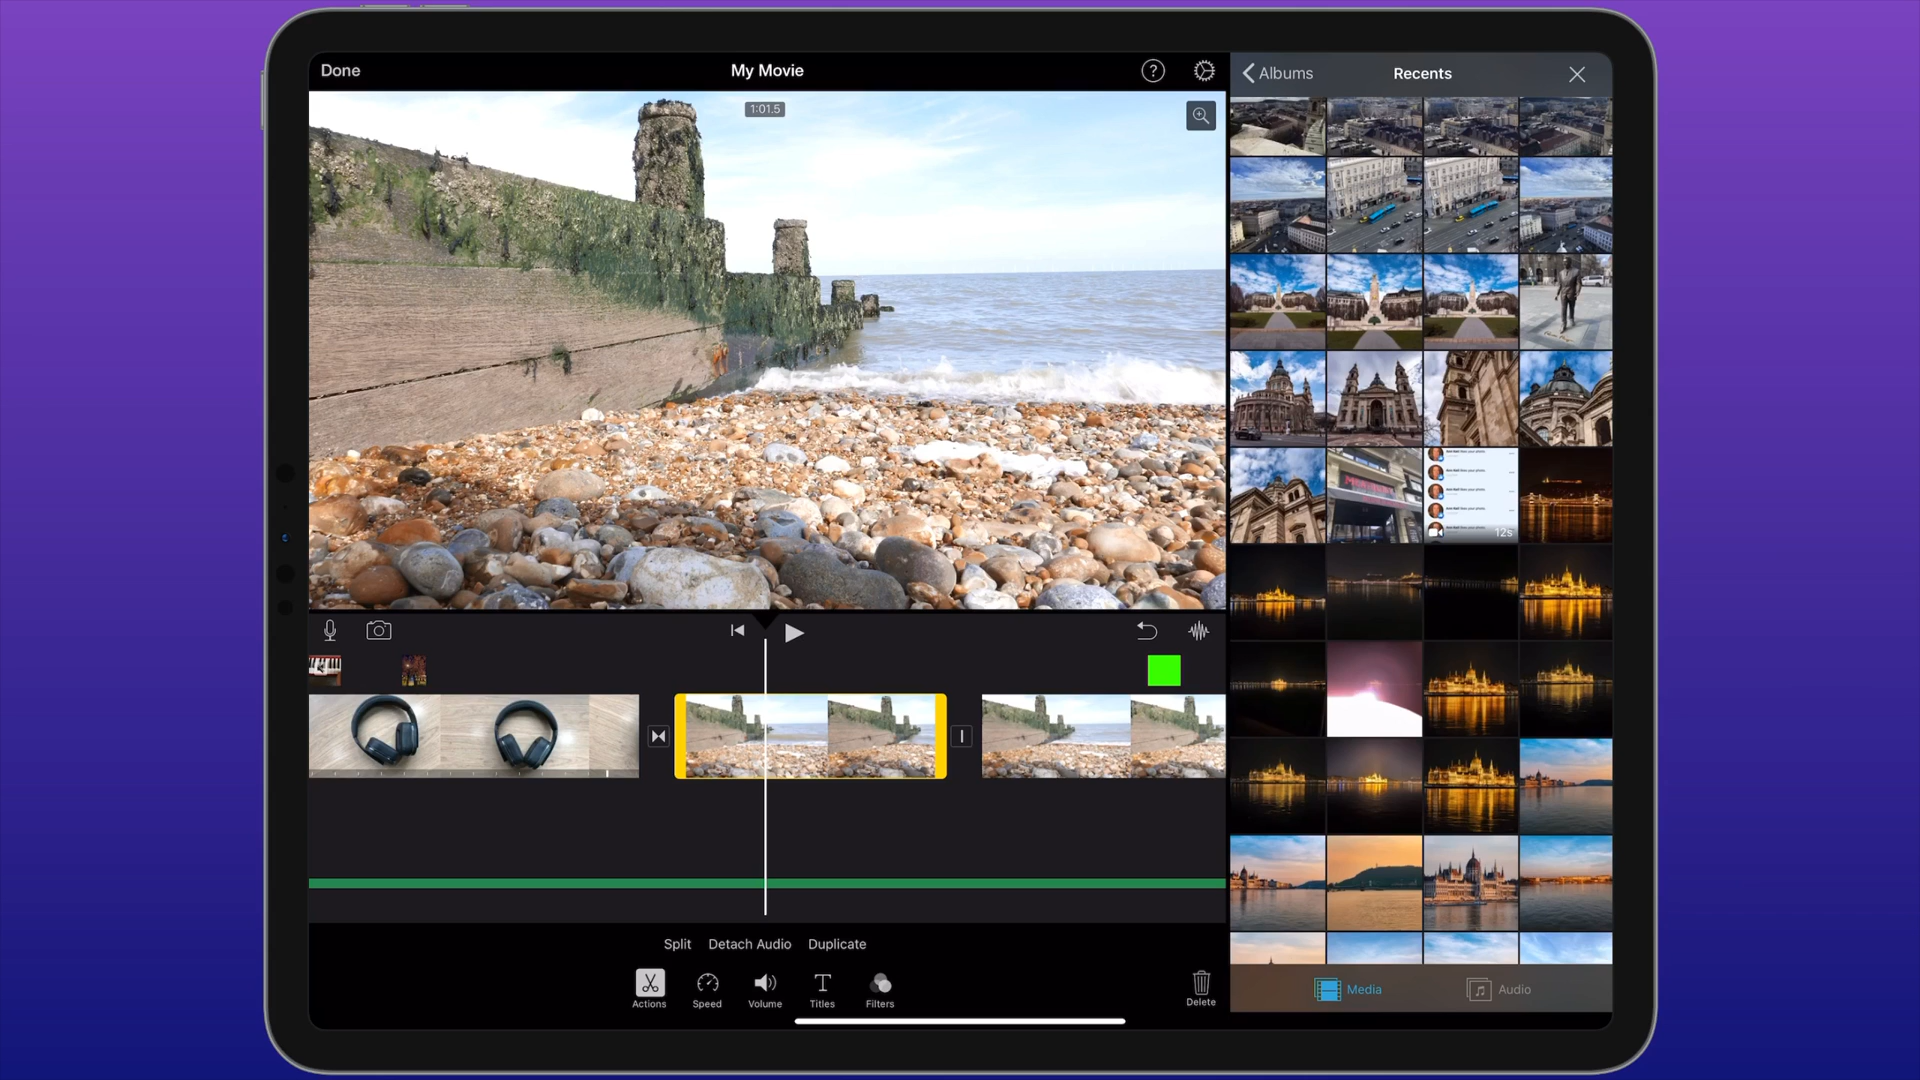 Done
My Movie
?
Albums
Recents
1:01.5
12s
Split
Detach Audio
Duplicate
Actions
Speed
Volume
Titles
Filters
Delete
Media
Audio